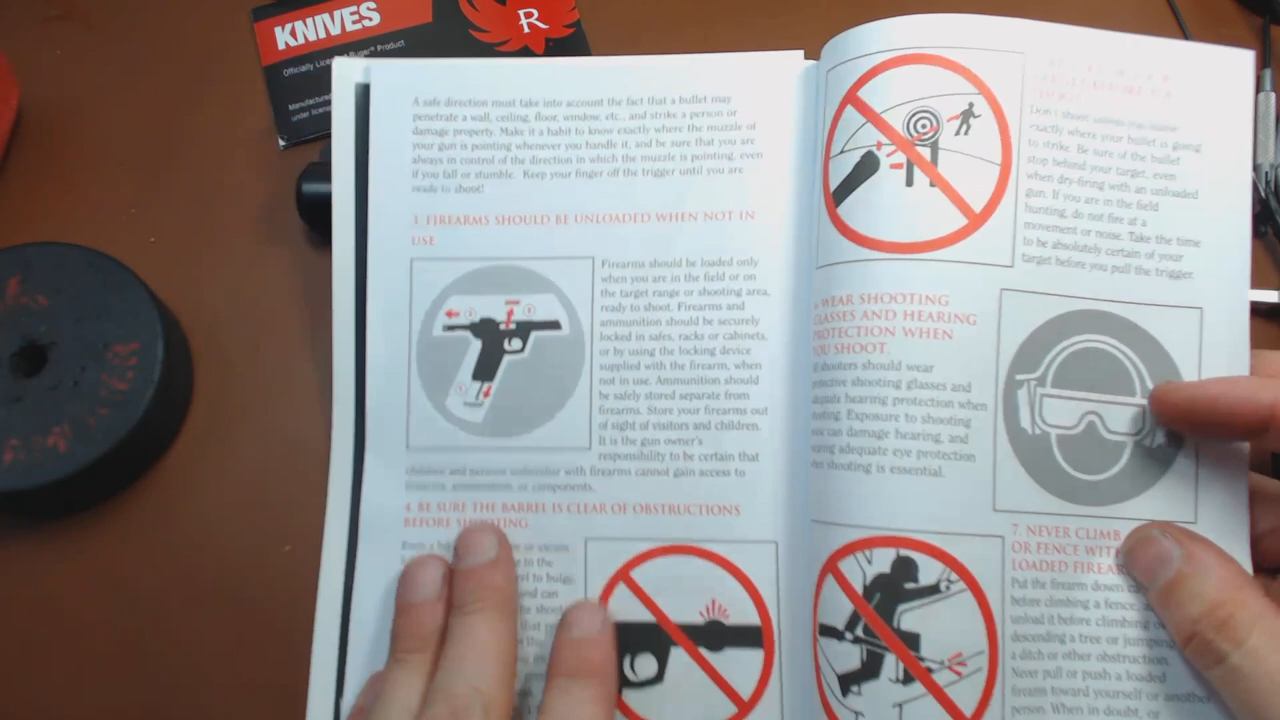 KNIVES
R
Officially
Ruger® Product
Manufactured
under
A safe direction must take into account the fact that a bullet may
penetrate a wall, ceiling, floor, window, etc., and strike a person or
damage property. Make it a habit to know exactly where the muzzle of
your gun is pointing whenever you handle it, and be sure that you are
always in control of the direction in which the muzzle is pointing, even
if you fall or stumble. Keep your finger off the trigger until you are
ready to shoot!
3. FIREARMS SHOULD BE UNLOADED WHEN NOT IN
USE
Firearms should be loaded only
when you are in the field or on
the target range or shooting area,
ready to shoot. Firearms and
ammunition should be securely
locked in safes, racks or cabinets,
or by using the locking device
supplied with the firearm, when
not in use. Ammunition should
be safely stored separate from
firearms. Store your firearms out
of sight of visitors and children.
It is the gun owner's
responsibility to be certain that
with firearms cannot gain access to
components.
4. BE SURE THE BARREL IS CLEAR OF OBSTRUCTIONS
BEFORE SHOOTING.
to the
to bulge
and can
Don't shoot
exactly where your bullet is going
to strike. Be sure of the bullet
stop behind your target, even
when dry-firing with an unloaded
gun. If you are in the field
hunting, do not fire at a
movement or noise. Take the time
to be absolutely certain of your
target before you pull the trigger.
WEAR SHOOTING
GLASSES AND HEARING
PROTECTION WHEN
YOU SHOOT.
shooters should wear
protective shooting glasses and
adequate hearing protection when
shooting. Exposure to shooting
noise can damage hearing, and
adequate eye protection
when shooting is essential.
7. NEVER CLIMB
OR FENCE WITH
LOADED FIREARM
Put the firearm down
before climbing a fence,
unload it before climbing
descending a tree or jumping
a ditch or other obstruction.
Never pull or push a loaded
firearm toward yourself or another
person. When in doubt, or